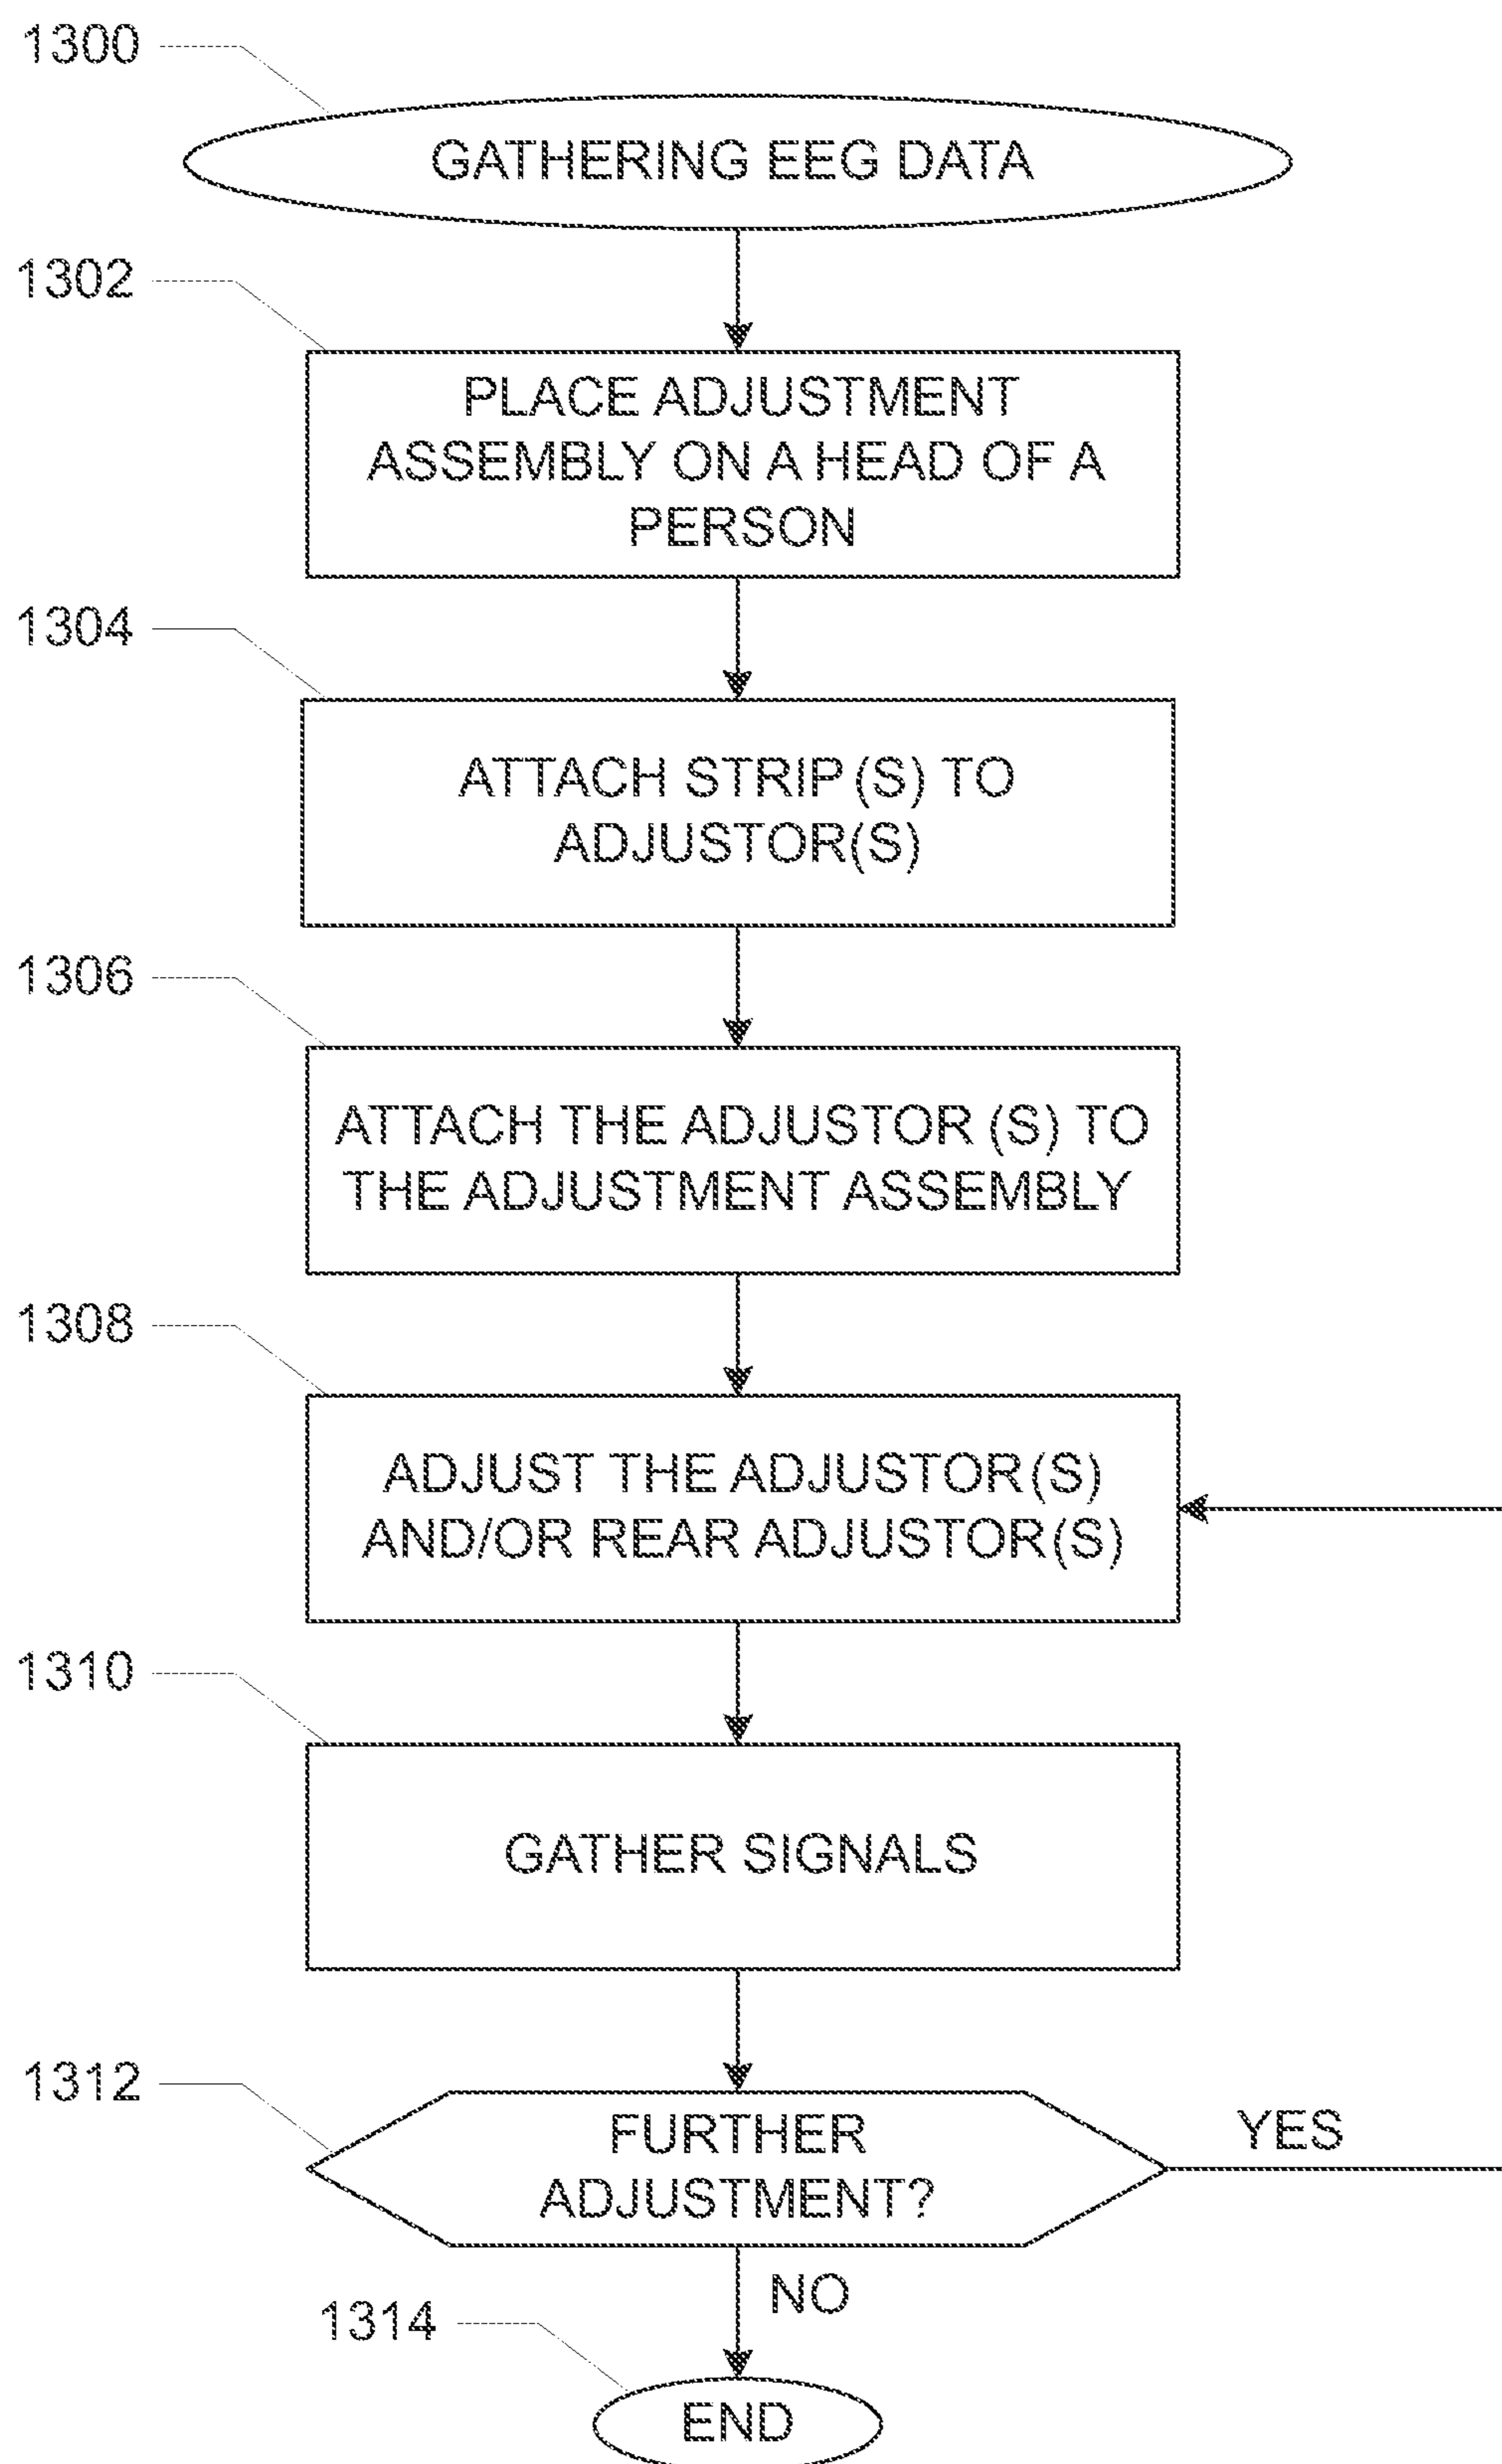 1300
GATHERING EEG DATA
1302
PLACE ADJUSTMENT
ASSEMBLY ON A HEAD OF A
PERSON
1304
ATTACH STRIP(S) TO
ADJUSTOR(S)
1306
ATTACH THE ADJUSTOR (S) TO
THE ADJUSTMENT ASSEMBLY
1308
ADJUST THE ADJUSTOR(S)
AND/OR REAR ADJUSTOR(S)
1310
GATHER SIGNALS
1312
FURTHER
ADJUSTMENT?
YES
NO
1314
END